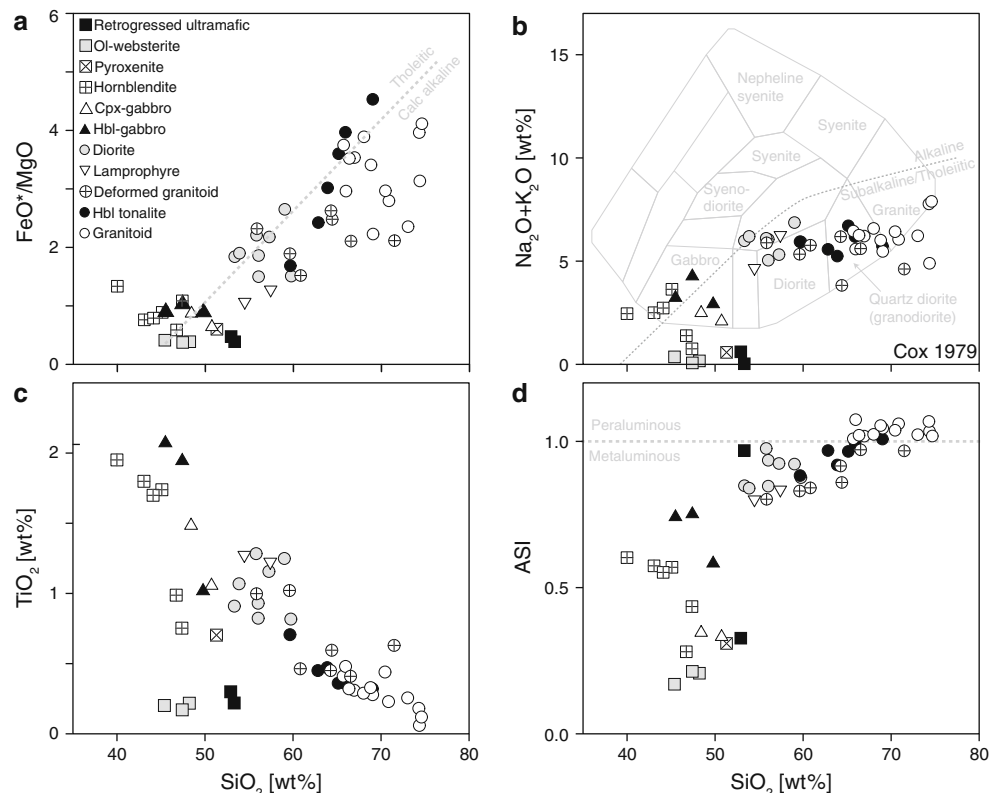 a
FeO*/MgO
6
4
2
0
Retrogressed ultramafic
Ol-websterite
Pyroxenite
Hornblendite
Cpx-gabbro
Hbl-gabbro
Diorite
Lamprophyre
Deformed granitoid
Hbl tonalite
Granitoid
Tholeitic
Calc alkaline
b
Na2O+K2O [wt%]
15
10
5
0
Nepheline
syenite
Syenite
Syenite
Syeno-
diorite
Alkaline
Subalkaline/Tholeiitic
Granite
Gabbro
Diorite
Quartz diorite
(granodiorite)
Cox 1979
c
TiO2 [wt%]
2
1
0
40 50 60 70 80
SiO2 [wt%]
d
ASI
1.0
0.5
0.0
Peraluminous
Metaluminous
40 50 60 70 80
SiO2 [wt%]